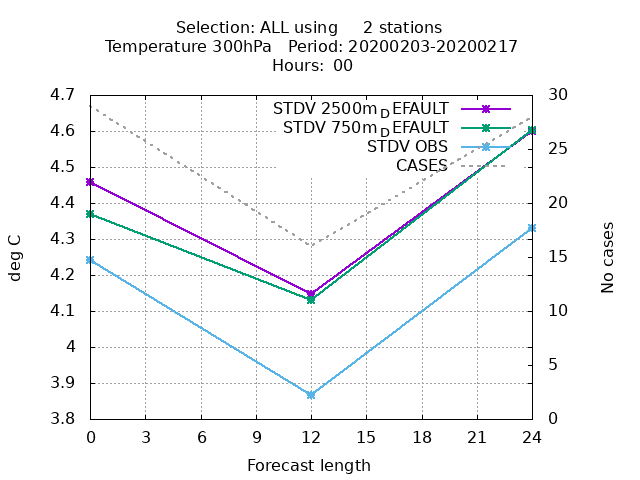 Selection: ALL using     2 stations
Temperature 300hPa   Period: 20200203-20200217
Hours:  00
STDV 2500m_DEFAULT
STDV 750m_DEFAULT
STDV OBS
CASES
4.7
4.6
4.5
4.4
4.3
4.2
4.1
4
3.9
3.8
deg C
30
25
20
15
10
5
0
No cases
0 3 6 9 12 15 18 21 24
Forecast length